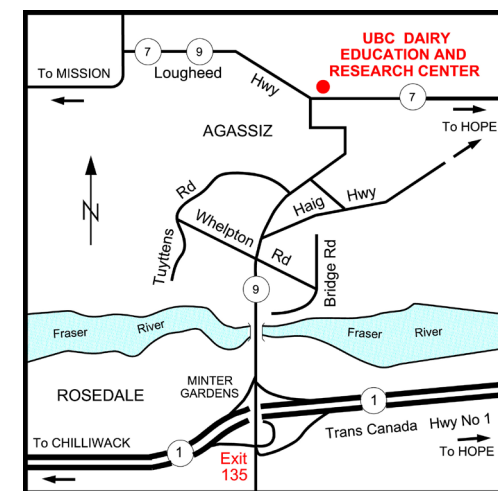 UBC DAIRY
EDUCATION AND
RESEARCH CENTER
7
9
To MISSION
Lougheed
Hwy
7
To HOPE
AGASSIZ
N
Rd
Haig
Hwy
Whelpton
Rd
Tuyttens
Bridge Rd
9
Fraser
River
Fraser
River
MINTER
GARDENS
ROSEDALE
1
Trans Canada
Hwy No 1
To CHILLIWACK
1
To HOPE
Exit
135